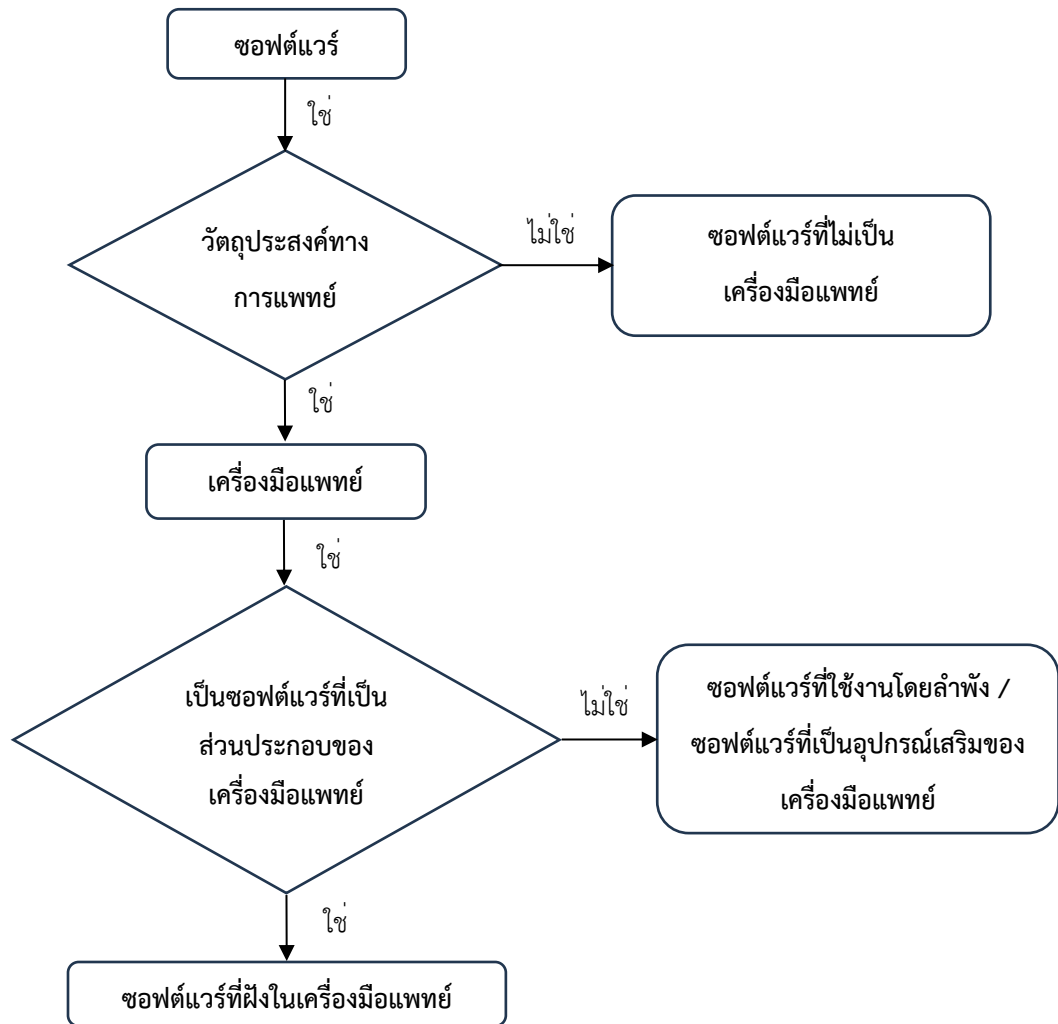 ซอฟต์แวร์
ใช่
วัตถุประสงค์ทาง
การแพทย์
ไม่ใช่
ซอฟต์แวร์ที่ไม่เป็น
เครื่องมือแพทย์
ใช่
เครื่องมือแพทย์
ใช่
เป็นซอฟต์แวร์ที่เป็น
ส่วนประกอบของ
เครื่องมือแพทย์
ไม่ใช่
ซอฟต์แวร์ที่ใช้งานโดยลำพัง /
ซอฟต์แวร์ที่เป็นอุปกรณ์เสริมของ
เครื่องมือแพทย์
ใช่
ซอฟต์แวร์ที่ฝังในเครื่องมือแพทย์